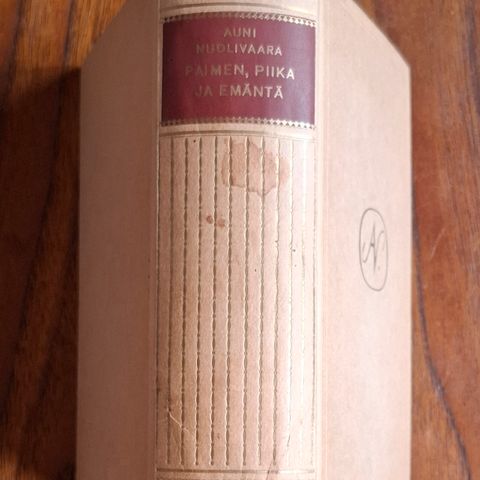 AUNI
NUOLIVAARA
PAIMEN, PIIKA
JA EMÄNTÄ
N.